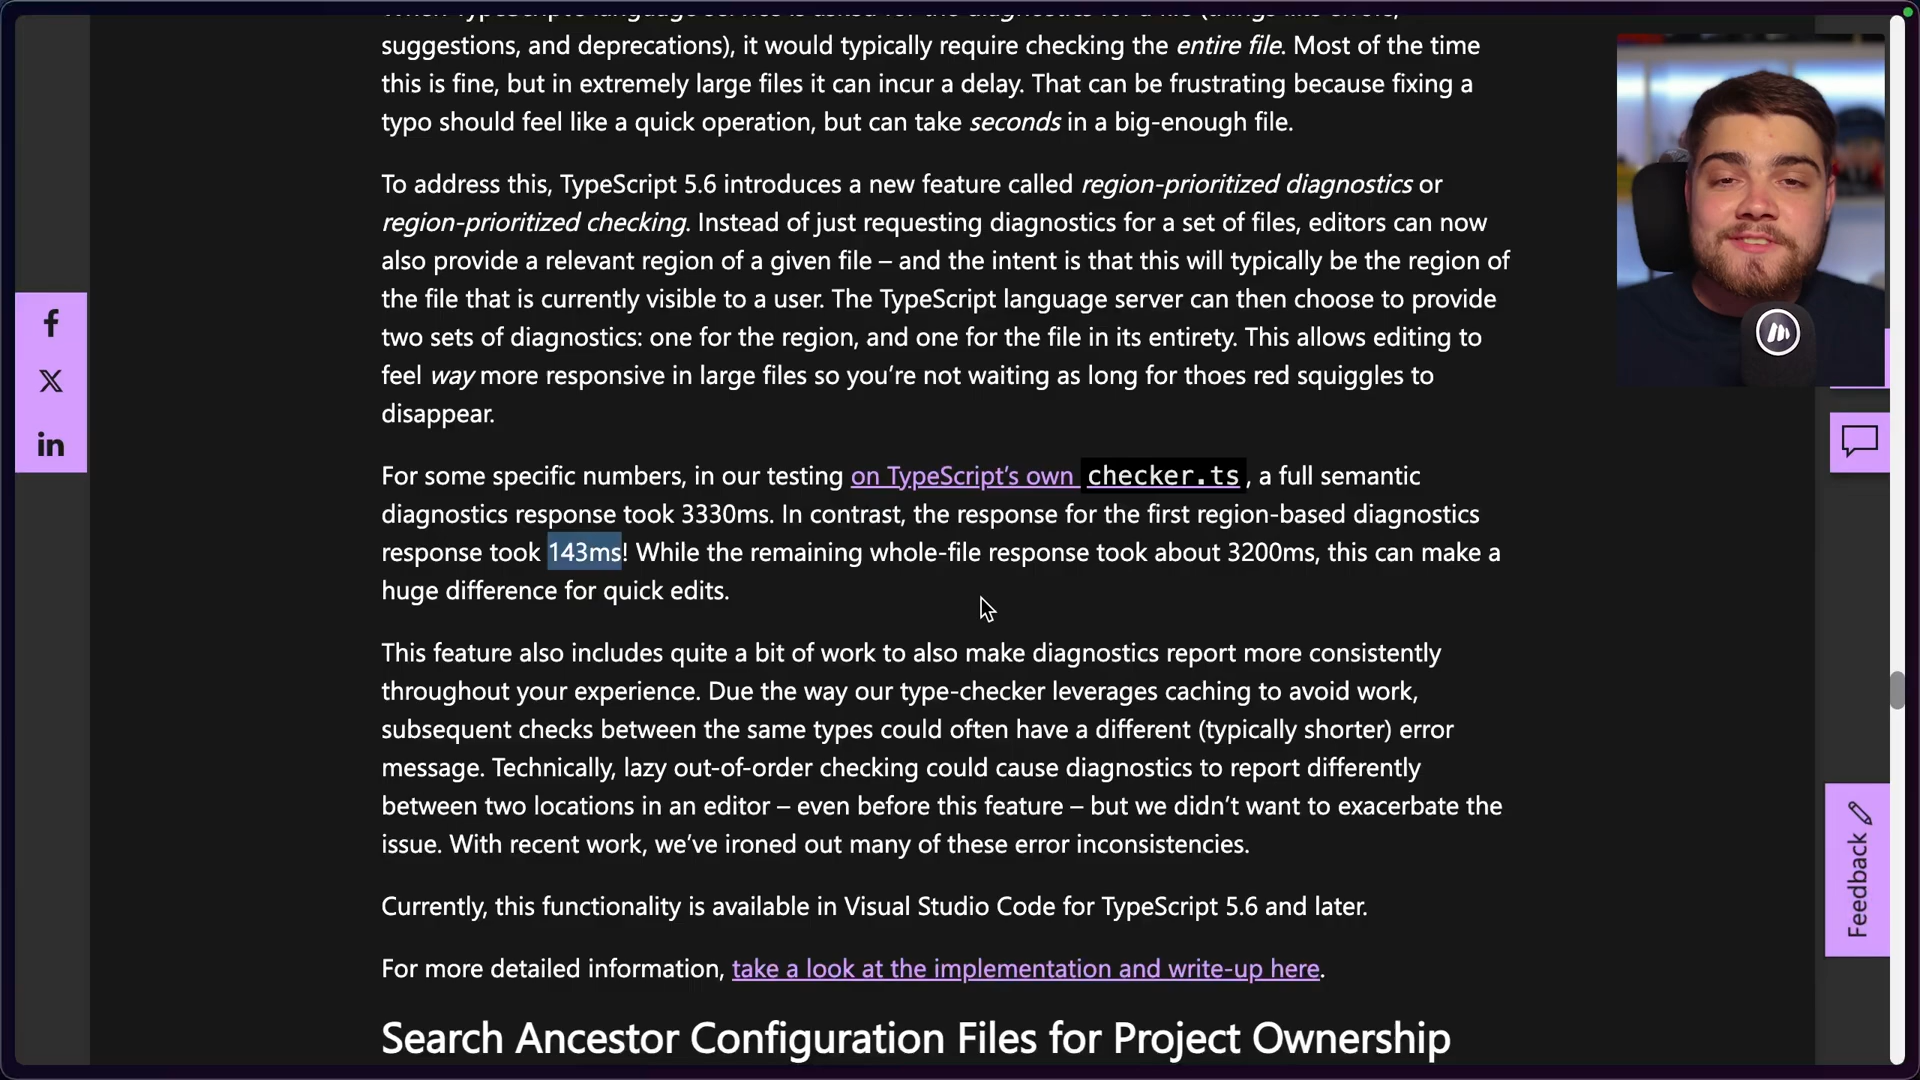 When TypeScript's language service is asked for the diagnostics for a file (things like errors,
suggestions, and deprecations), it would typically require checking the entire file. Most of the time
this is fine, but in extremely large files it can incur a delay. That can be frustrating because fixing a
typo should feel like a quick operation, but can take seconds in a big-enough file.
To address this, TypeScript 5.6 introduces a new feature called region-prioritized diagnostics or
region-prioritized checking. Instead of just requesting diagnostics for a set of files, editors can now
also provide a relevant region of a given file – and the intent is that this will typically be the region of
the file that is currently visible to a user. The TypeScript language server can then choose to provide
two sets of diagnostics: one for the region, and one for the file in its entirety. This allows editing to
feel way more responsive in large files so you’re not waiting as long for thoes red squiggles to
disappear.
For some specific numbers, in our testing on TypeScript’s own checker.ts, a full semantic
diagnostics response took 3330ms. In contrast, the response for the first region-based diagnostics
response took 143ms! While the remaining whole-file response took about 3200ms, this can make a
huge difference for quick edits.
This feature also includes quite a bit of work to also make diagnostics report more consistently
throughout your experience. Due the way our type-checker leverages caching to avoid work,
subsequent checks between the same types could often have a different (typically shorter) error
message. Technically, lazy out-of-order checking could cause diagnostics to report differently
between two locations in an editor – even before this feature – but we didn’t want to exacerbate the
issue. With recent work, we’ve ironed out many of these error inconsistencies.
Currently, this functionality is available in Visual Studio Code for TypeScript 5.6 and later.
For more detailed information, take a look at the implementation and write-up here.
Search Ancestor Configuration Files for Project Ownership
Feedback